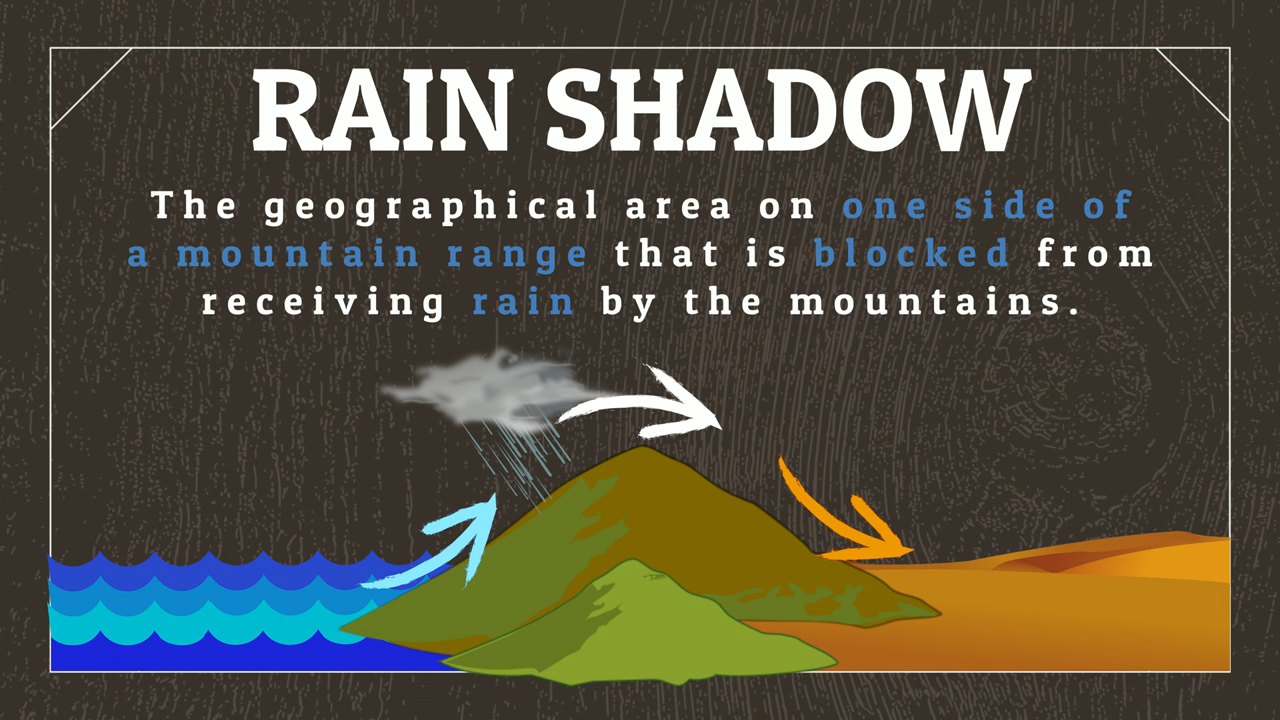 RAIN SHADOW
The geographical area on one side of
a mountain range that is blocked from
receiving rain by the mountains.